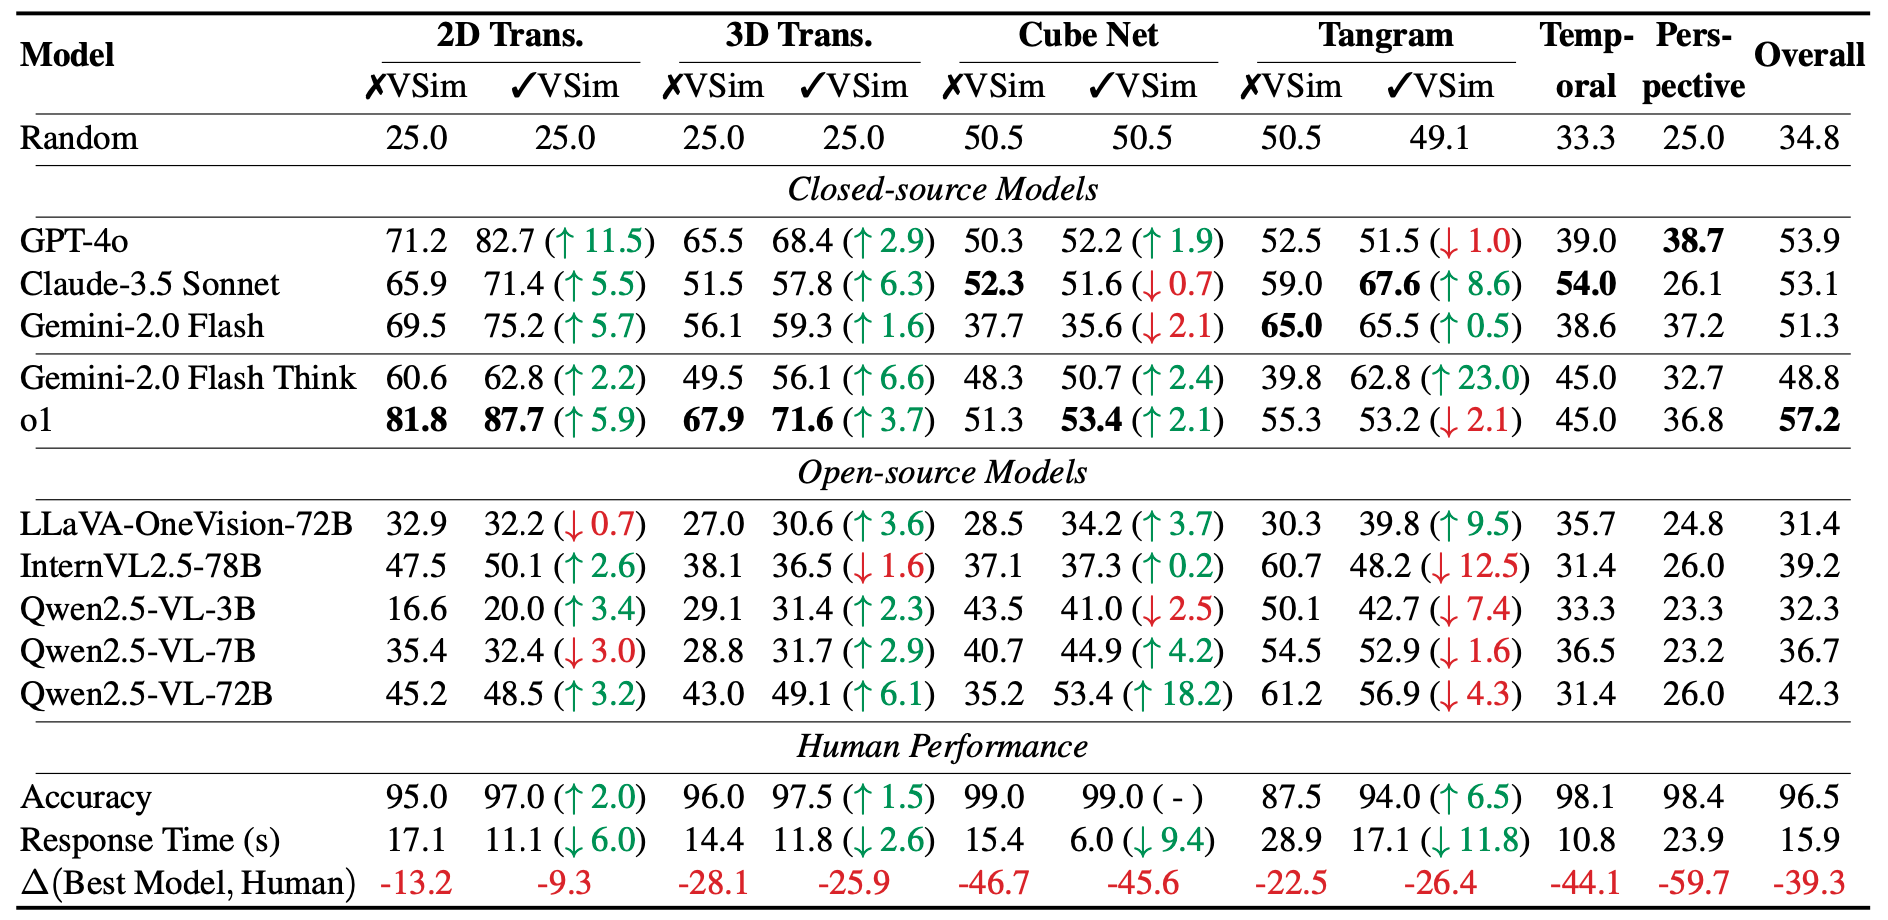 Model 2D Trans. 3D Trans. Cube Net Tangram Temp- Pers- Overall
✗VSim ✓VSim ✗VSim ✓VSim ✗VSim ✓VSim ✗VSim ✓VSim oral pective
Random 25.0 25.0 25.0 25.0 50.5 50.5 50.5 49.1 33.3 25.0 34.8
Closed-source Models
GPT-4o 71.2 82.7 (↑ 11.5) 65.5 68.4 (↑ 2.9) 50.3 52.2 (↑ 1.9) 52.5 51.5 (↓ 1.0) 39.0 38.7 53.9
Claude-3.5 Sonnet 65.9 71.4 (↑ 5.5) 51.5 57.8 (↑ 6.3) 52.3 51.6 (↓ 0.7) 59.0 67.6 (↑ 8.6) 54.0 26.1 53.1
Gemini-2.0 Flash 69.5 75.2 (↑ 5.7) 56.1 59.3 (↑ 1.6) 37.7 35.6 (↓ 2.1) 65.0 65.5 (↑ 0.5) 38.6 37.2 51.3
Gemini-2.0 Flash Think 60.6 62.8 (↑ 2.2) 49.5 56.1 (↑ 6.6) 48.3 50.7 (↑ 2.4) 39.8 62.8 (↑ 23.0) 45.0 32.7 48.8
o1 81.8 87.7 (↑ 5.9) 67.9 71.6 (↑ 3.7) 51.3 53.4 (↑ 2.1) 55.3 53.2 (↓ 2.1) 45.0 36.8 57.2
Open-source Models
LLaVA-OneVision-72B 32.9 32.2 (↓ 0.7) 27.0 30.6 (↑ 3.6) 28.5 34.2 (↑ 3.7) 30.3 39.8 (↑ 9.5) 35.7 24.8 31.4
InternVL2.5-78B 47.5 50.1 (↑ 2.6) 38.1 36.5 (↓ 1.6) 37.1 37.3 (↑ 0.2) 60.7 48.2 (↓ 12.5) 31.4 26.0 39.2
Qwen2.5-VL-3B 16.6 20.0 (↑ 3.4) 29.1 31.4 (↑ 2.3) 43.5 41.0 (↓ 2.5) 50.1 42.7 (↓ 7.4) 33.3 23.3 32.3
Qwen2.5-VL-7B 35.4 32.4 (↓ 3.0) 28.8 31.7 (↑ 2.9) 40.7 44.9 (↑ 4.2) 54.5 52.9 (↓ 1.6) 36.5 23.2 36.7
Qwen2.5-VL-72B 45.2 48.5 (↑ 3.2) 43.0 49.1 (↑ 6.1) 35.2 53.4 (↑ 18.2) 61.2 56.9 (↓ 4.3) 31.4 26.0 42.3
Human Performance
Accuracy 95.0 97.0 (↑ 2.0) 96.0 97.5 (↑ 1.5) 99.0 99.0 ( - ) 87.5 94.0 (↑ 6.5) 98.1 98.4 96.5
Response Time (s) 17.1 11.1 (↓ 6.0) 14.4 11.8 (↓ 2.6) 15.4 6.0 (↓ 9.4) 28.9 17.1 (↓ 11.8) 10.8 23.9 15.9
Δ(Best Model, Human) -13.2 -9.3 -28.1 -25.9 -46.7 -45.6 -22.5 -26.4 -44.1 -59.7 -39.3